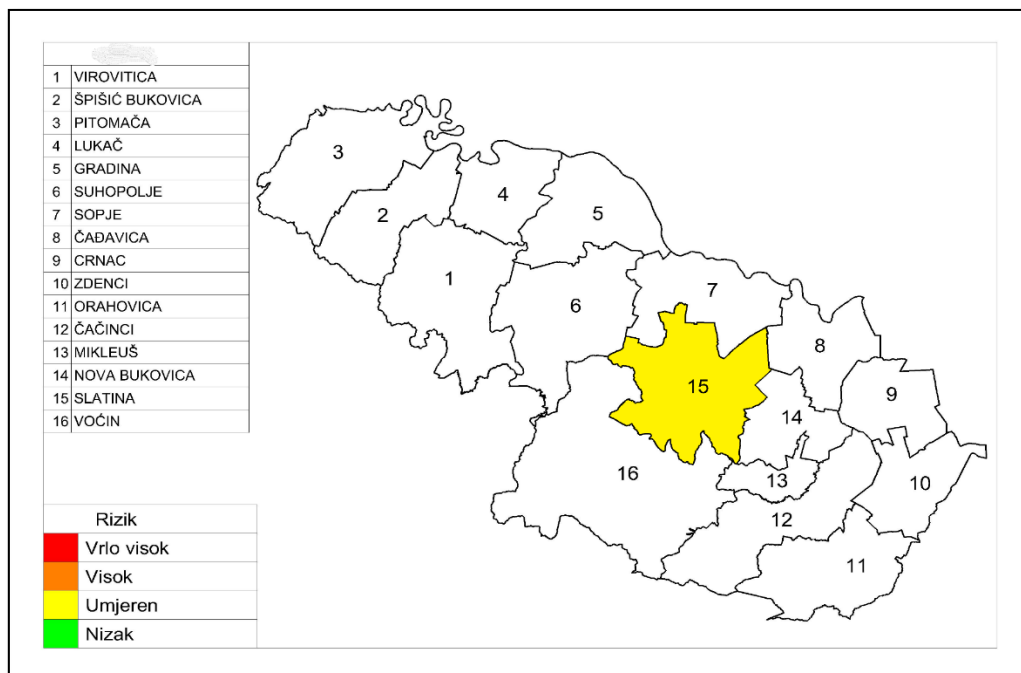 1 VIROVITICA
2 ŠPIŠIĆ BUKOVICA
3 PITOMAČA
4 LUKAČ
5 GRADINA
6 SUHOPOLJE
7 SOPJE
8 ČAĐAVICA
9 CRNAC
10 ZDENCI
11 ORAHOVICA
12 ČAČINCI
13 MIKLEUŠ
14 NOVA BUKOVICA
15 SLATINA
16 VOĆIN
Rizik
Vrlo visok
Visok
Umjeren
Nizak
3
2
4
5
1
6
7
8
15
9
14
16
13
10
12
11